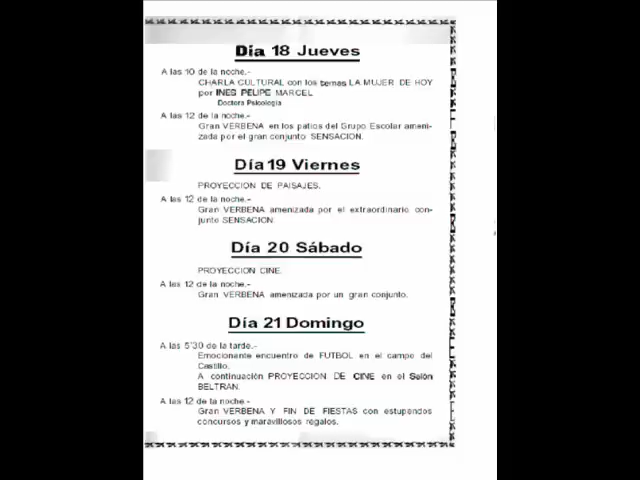 Día 18 Jueves
A las 10 de la noche.-
CHARLA CULTURAL con los temas LA MUJER DE HOY
por INES PELIPE MARCEL
Doctora Psicología
A las 12 de la noche.-
Gran VERBENA en los patios del Grupo Escolar ameni-
zada por el gran conjunto SENSACION.
Día 19 Viernes
PROYECCION DE PAISAJES.
A las 12 de la noche.-
Gran VERBENA amenizada por el extraordinario con-
junto SENSACION.
Día 20 Sábado
PROYECCION CINE.
A las 12 de la noche.-
Gran VERBENA amenizada por un gran conjunto.
Día 21 Domingo
A las 5'30 de la tarde.-
Emocionante encuentro de FUTBOL en el campo del
Castillo.
A continuación PROYECCION DE CINE en el Salón
BELTRAN.
A las 12 de la noche.-
Gran VERBENA Y FIN DE FIESTAS con estupendos
concursos y maravillosos regalos.